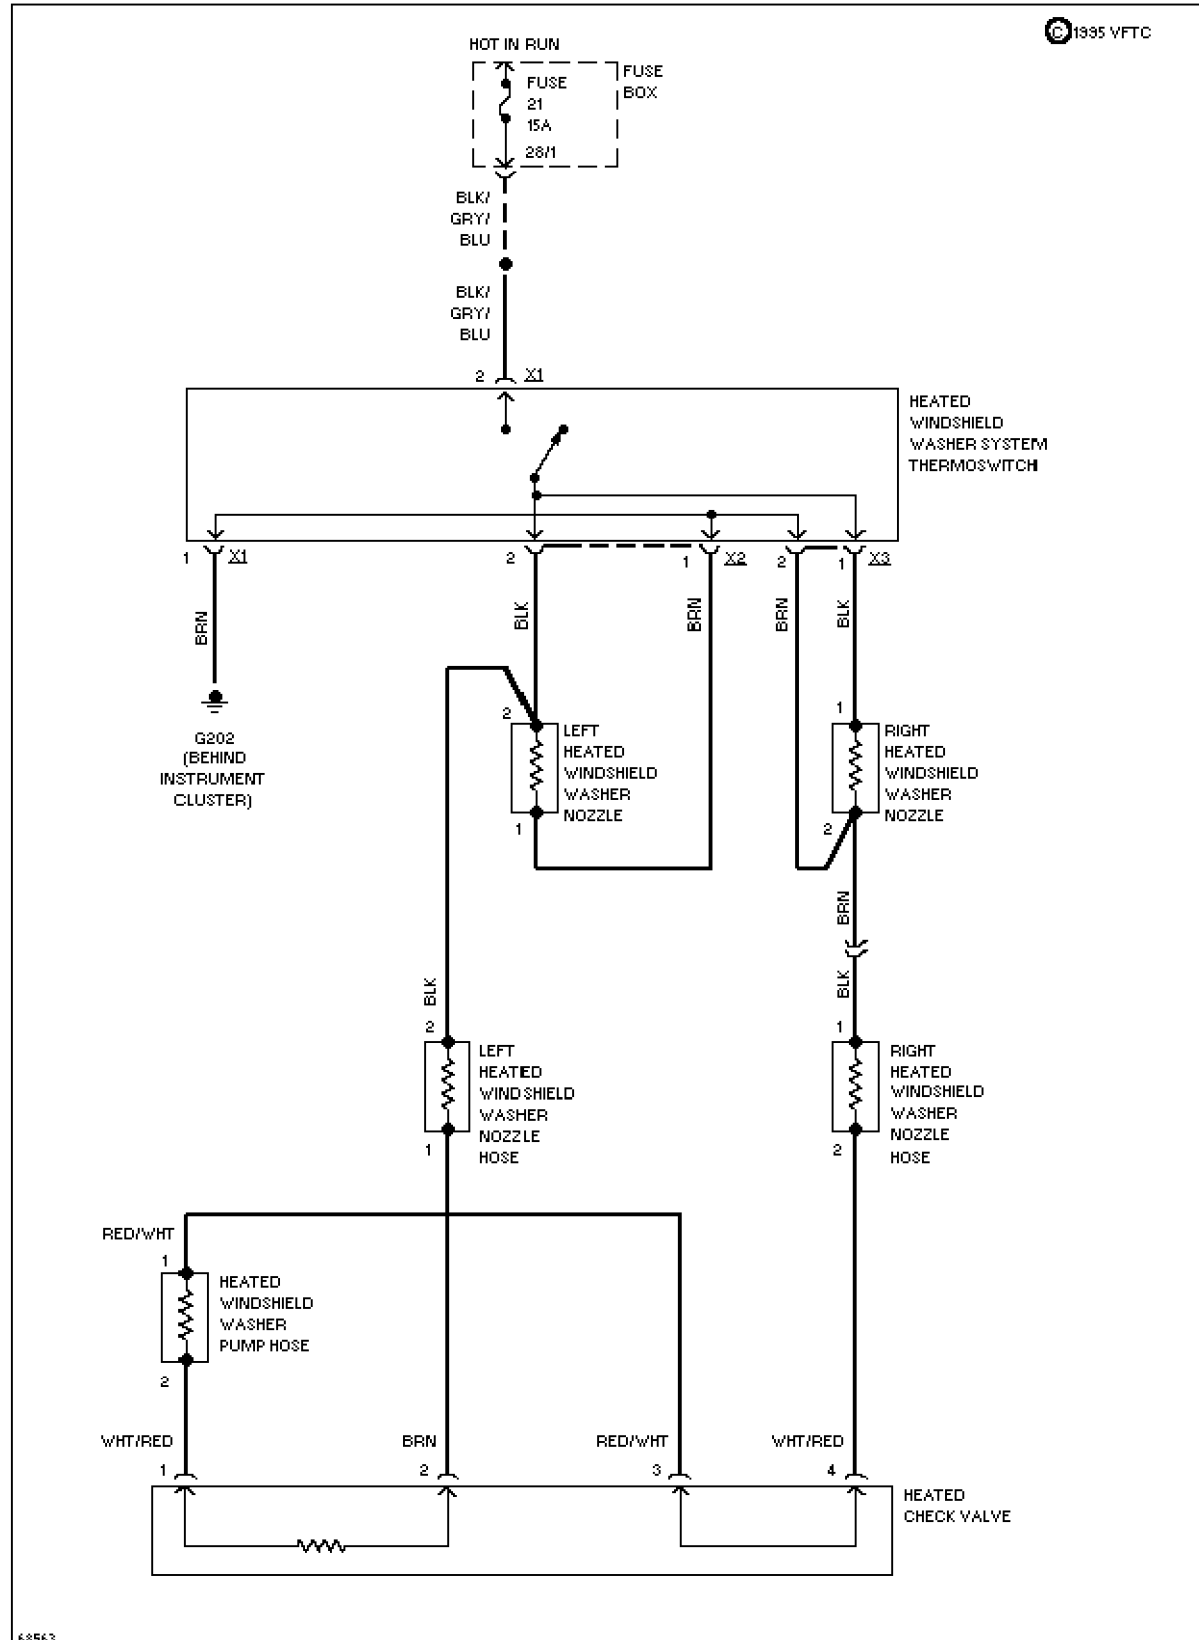 © 1995 VFTC
HOT IN RUN
FUSE
21
15A
28/1
FUSE
BOX
BLK/
GRY/
BLU
BLK/
GRY/
BLU
2 X1
HEATED
WINDSHIELD
WASHER SYSTEM
THERMOSWITCH
1 X1
2
1 X2
2
1 X3
BRN
BLK
BRN
BRN
BLK
G202
(BEHIND
INSTRUMENT
CLUSTER)
2
LEFT
HEATED
WINDSHIELD
WASHER
NOZZLE
1
1
RIGHT
HEATED
WINDSHIELD
WASHER
NOZZLE
2
BRN
BLK
BLK
2
LEFT
HEATED
WINDSHIELD
WASHER
NOZZLE
HOSE
1
1
RIGHT
HEATED
WINDSHIELD
WASHER
NOZZLE
HOSE
2
RED/WHT
1
HEATED
WINDSHIELD
WASHER
PUMP HOSE
2
WHT/RED
BRN
RED/WHT
WHT/RED
1
2
3
4
HEATED
CHECK VALVE